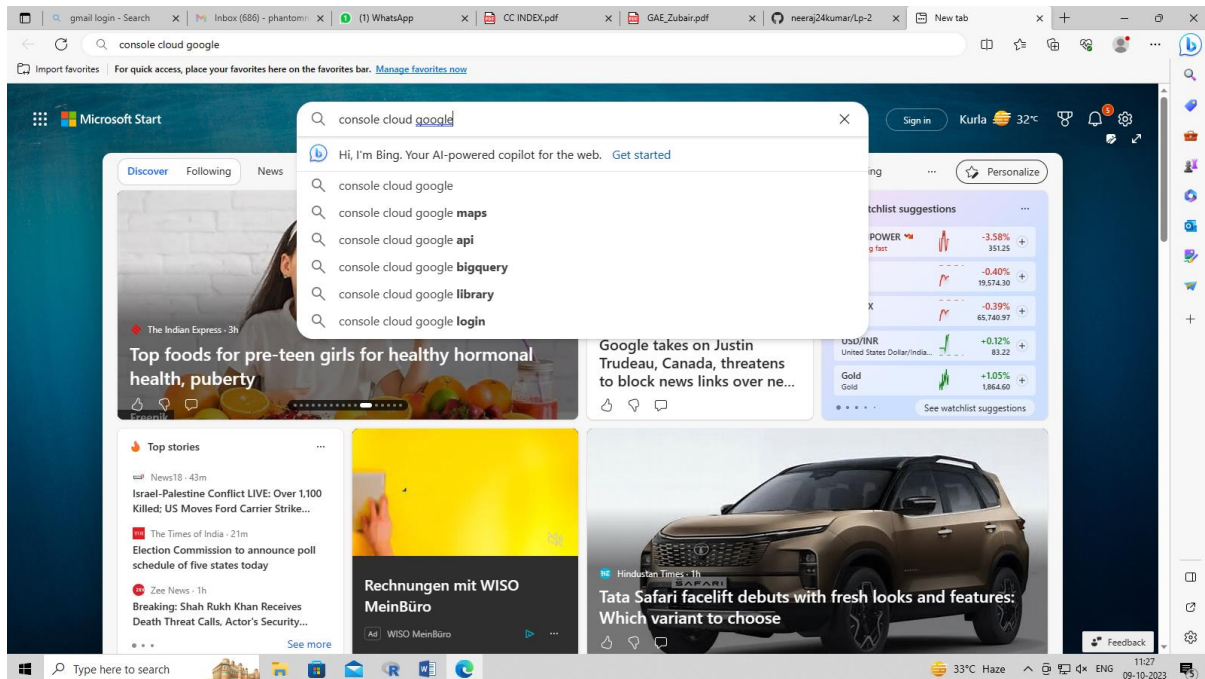 gmail login - Search
Inbox (686) - phantomr
(1) WhatsApp
CC INDEX.pdf
GAE_Zubair.pdf
neeraj24kumar/Lp-2
New tab
console cloud google
Import favorites
For quick access, place your favorites here on the favorites bar. Manage favorites now
Microsoft Start
console cloud google
Sign in
Kurla
32°C
5
Hi, I'm Bing. Your AI-powered copilot for the web. Get started
console cloud google
console cloud google maps
console cloud google api
console cloud google bigquery
console cloud google library
console cloud google login
Discover
Following
News
ing
Personalize
The Indian Express · 3h
Top foods for pre-teen girls for healthy hormonal
health, puberty
Freepik
Google takes on Justin
Trudeau, Canada, threatens
to block news links over ne...
tchlist suggestions
POWER
g fast
-3.58%
351.25
-0.40%
19,574.30
X
-0.39%
65,740.97
USD/INR
United States Dollar/India...
+0.12%
83.22
Gold
Gold
+1.05%
1,864.60
See watchlist suggestions
Top stories
News18 · 43m
Israel-Palestine Conflict LIVE: Over 1,100
Killed; US Moves Ford Carrier Strike...
The Times of India · 21m
Election Commission to announce poll
schedule of five states today
Zee News · 1h
Breaking: Shah Rukh Khan Receives
Death Threat Calls, Actor's Security...
See more
Rechnungen mit WISO
MeinBüro
Ad
WISO MeinBüro
SAFARI
Hindustan Times · 1h
Tata Safari facelift debuts with fresh looks and features:
Which variant to choose
Feedback
Type here to search
33°C Haze
ENG
11:27
09-10-2023
5